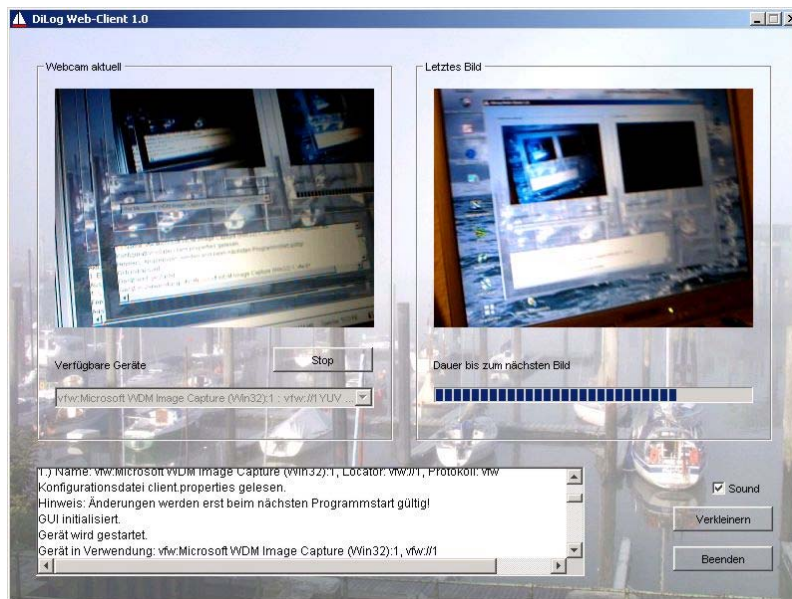 DiLog Web-Client 1.0
Webcam aktuell
Letztes Bild
Verfügbare Geräte
Stop
Dauer bis zum nächsten Bild
vfw:Microsoft WDM Image Capture (Win32):1 : vfw://1 YUV ...
1.) Name: vfw:Microsoft WDM Image Capture (Win32):1, Locator: vfw://1, Protokoll: vfw
Konfigurationsdatei client.properties gelesen.
Hinweis: Änderungen werden erst beim nächsten Programmstart gültig!
GUI initialisiert.
Gerät wird gestartet.
Gerät in Verwendung: vfw:Microsoft WDM Image Capture (Win32):1, vfw://1
Sound
Verkleinern
Beenden